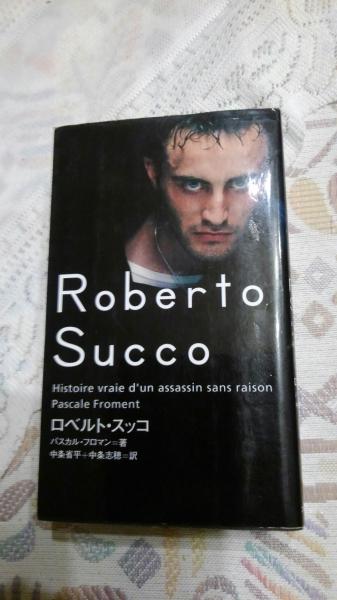 Roberto
Succo
Histoire vraie d'un assassin sans raison
Pascale Froment
ロベルト・スッコ
パスカル・フロマン=著
中条省平+中条志穂=訳